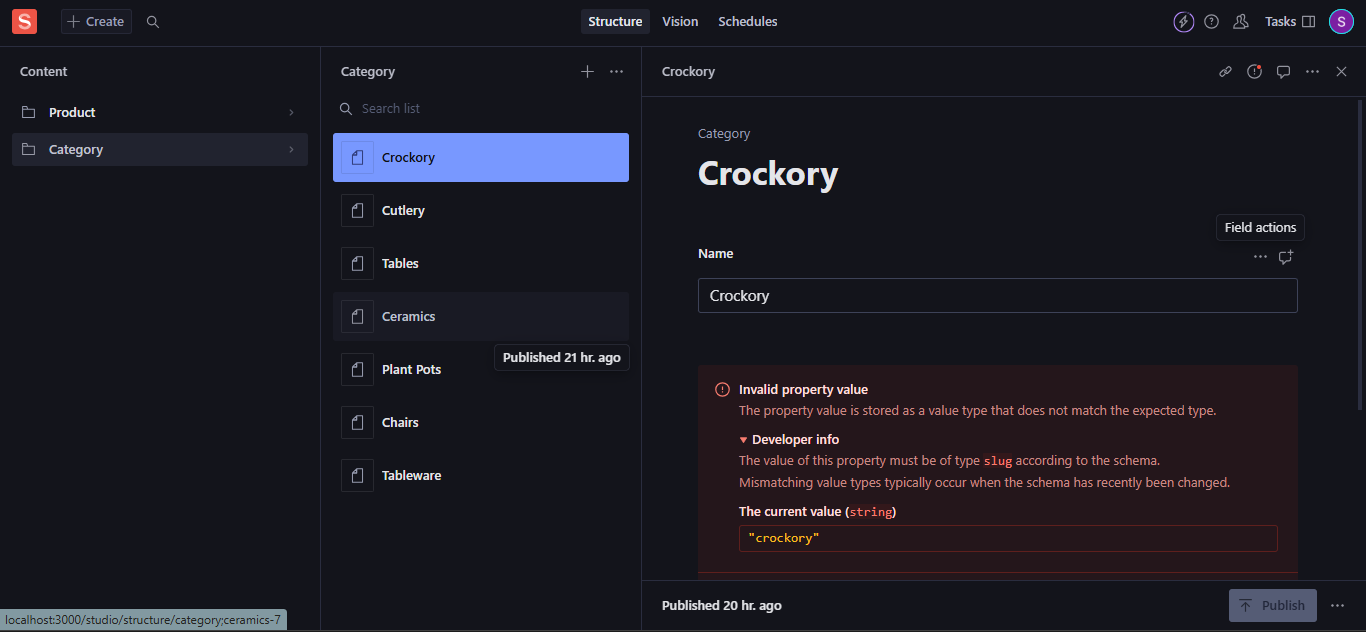 S
Create
Structure
Vision
Schedules
Tasks
S
Content
Product
Category
Category
Search list
Crockory
Cutlery
Tables
Ceramics
Published 21 hr. ago
Plant Pots
Chairs
Tableware
Crockory
Category
Crockory
Field actions
Name
Crockory
Invalid property value
The property value is stored as a value type that does not match the expected type.
Developer info
The value of this property must be of type slug according to the schema.
Mismatching value types typically occur when the schema has recently been changed.
The current value (string)
"crockory"
Published 20 hr. ago
Publish
localhost:3000/studio/structure/category;ceramics-7